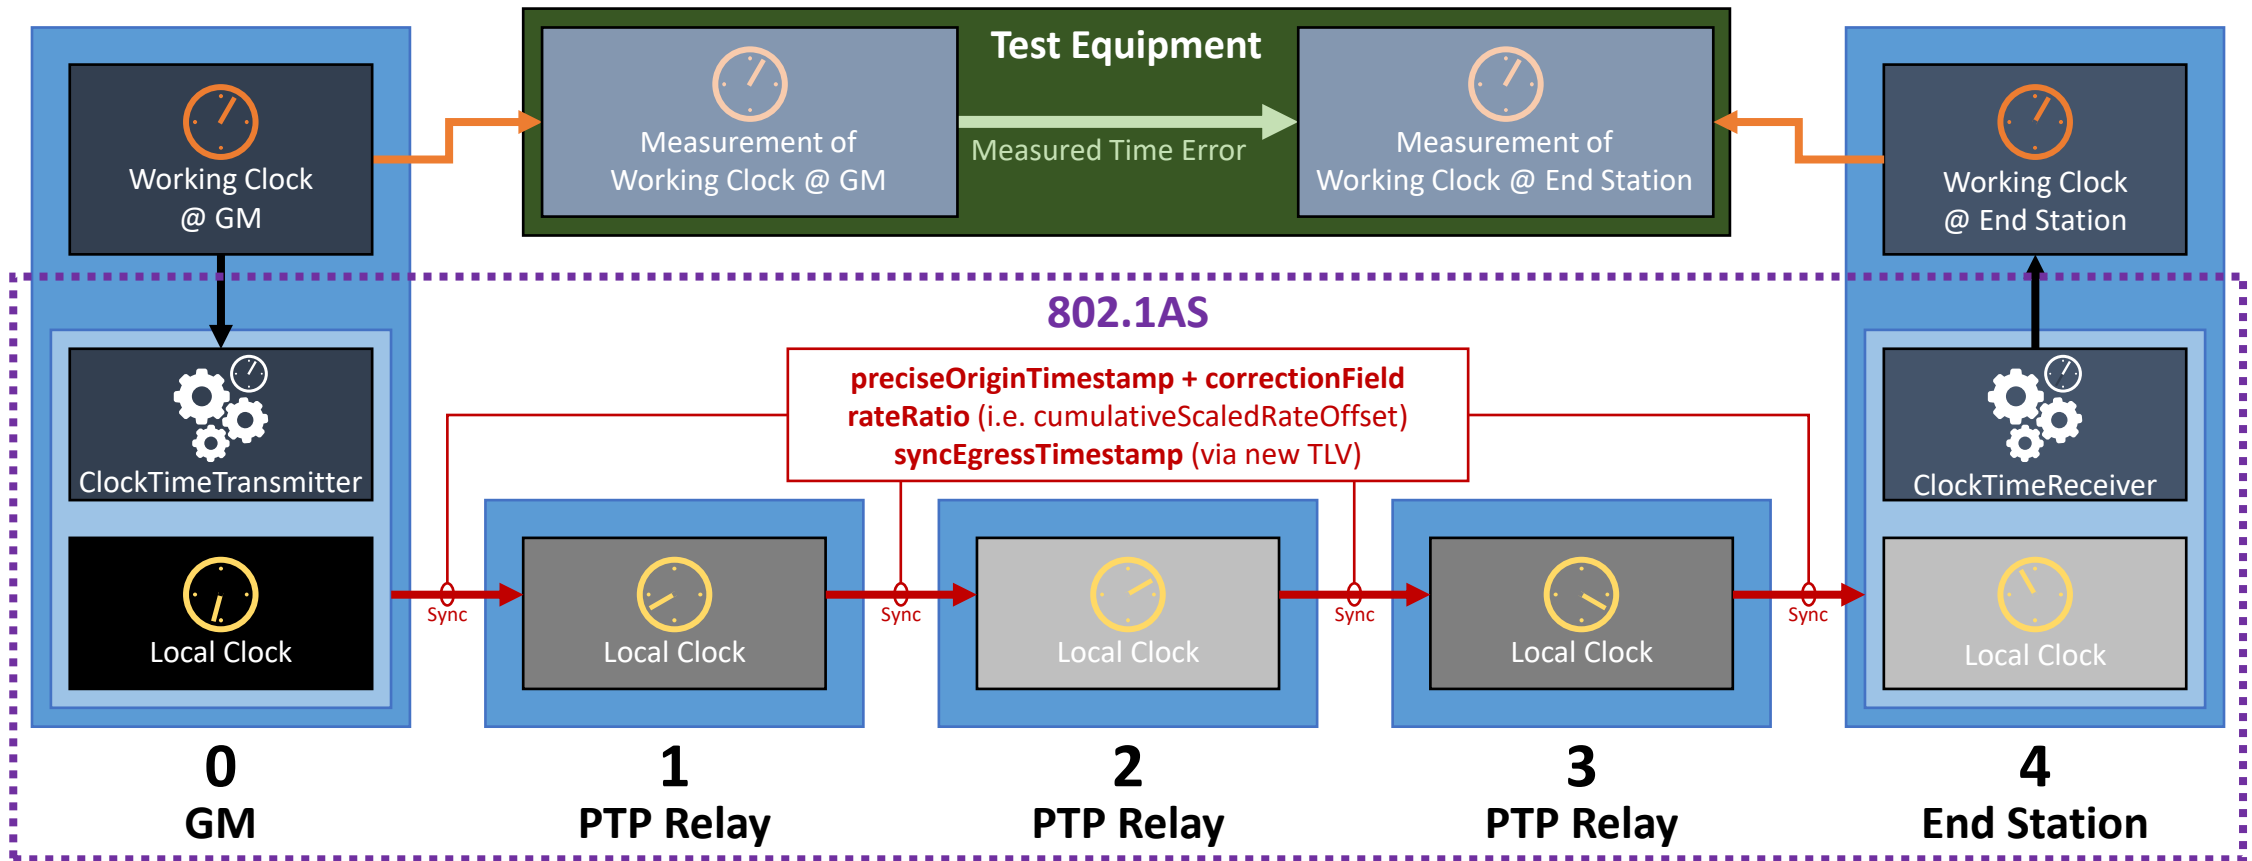 Test Equipment
Working Clock
@ GM
Measurement of
Working Clock @ GM
Measured Time Error
Measurement of
Working Clock @ End Station
Working Clock
@ End Station
802.1AS
preciseOriginTimestamp + correctionField
rateRatio (i.e. cumulativeScaledRateOffset)
syncEgressTimestamp (via new TLV)
ClockTimeTransmitter
ClockTimeReceiver
Local Clock
Sync
Local Clock
Sync
Local Clock
Sync
Local Clock
Sync
Local Clock
0
GM
1
PTP Relay
2
PTP Relay
3
PTP Relay
4
End Station